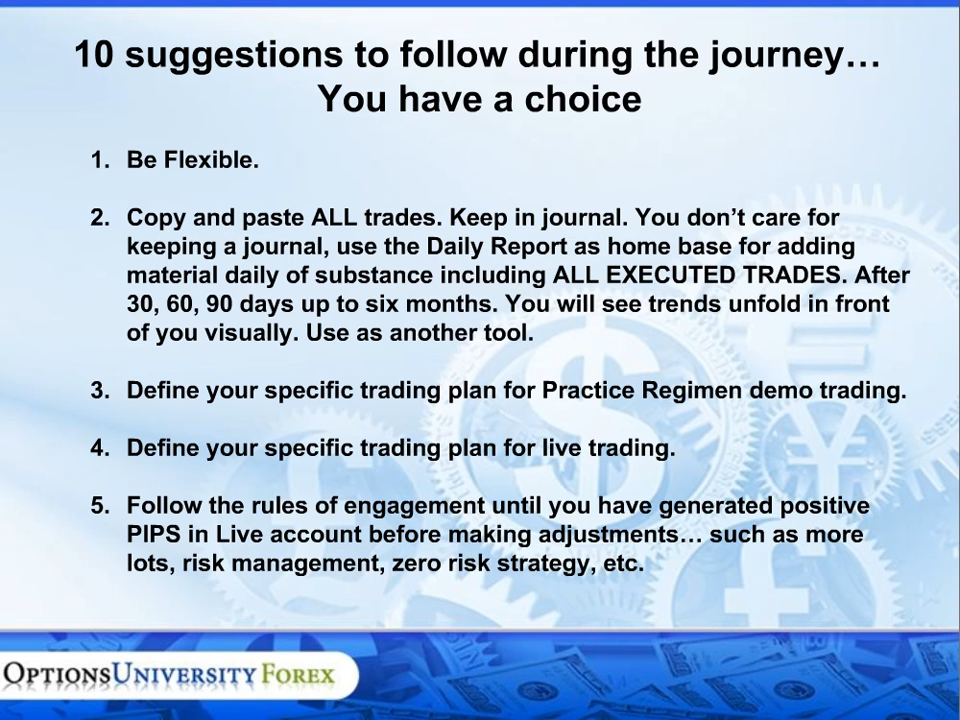 10 suggestions to follow during the journey…
You have a choice
1. Be Flexible.
2. Copy and paste ALL trades. Keep in journal. You don’t care for
keeping a journal, use the Daily Report as home base for adding
material daily of substance including ALL EXECUTED TRADES. After
30, 60, 90 days up to six months. You will see trends unfold in front
of you visually. Use as another tool.
3. Define your specific trading plan for Practice Regimen demo trading.
4. Define your specific trading plan for live trading.
5. Follow the rules of engagement until you have generated positive
PIPS in Live account before making adjustments… such as more
lots, risk management, zero risk strategy, etc.
OPTIONSUNIVERSITY FOREX